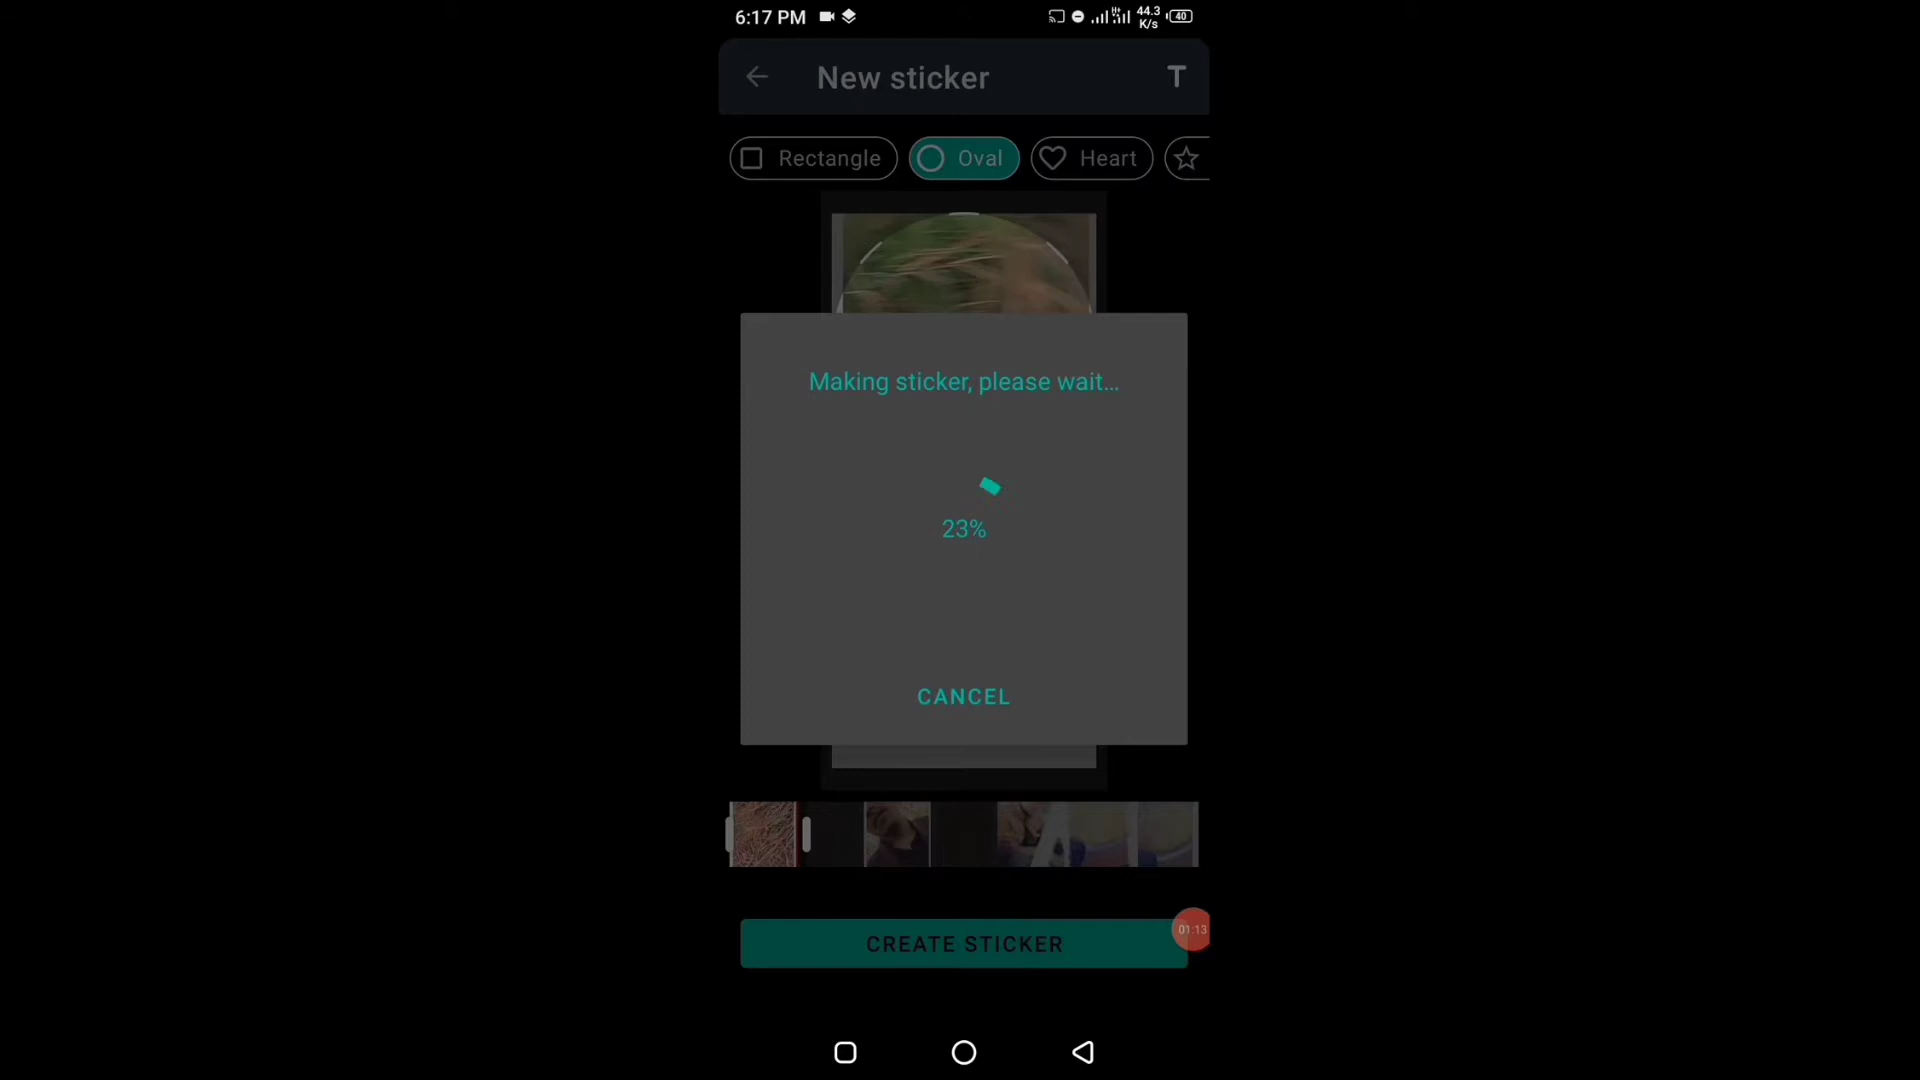 6:17 PM
44.3
K/s
40
New sticker
T
Rectangle
Oval
Heart
Making sticker, please wait...
23%
CANCEL
CREATE STICKER
01:13